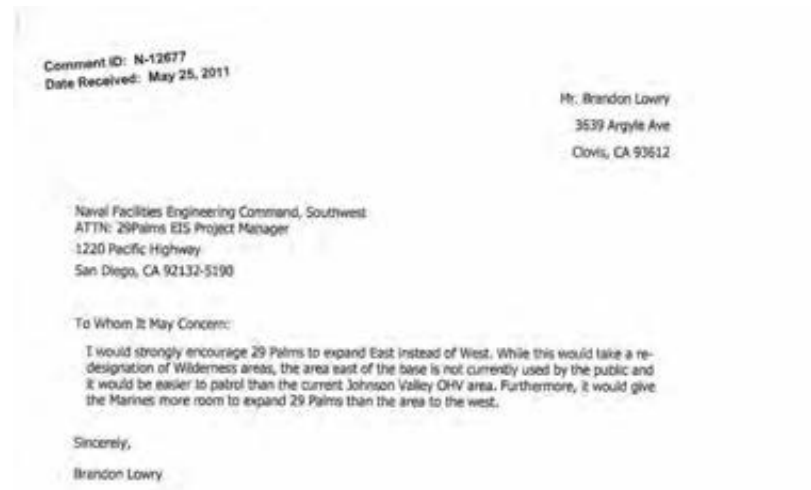 Comment ID: N-12677
Date Received: May 25, 2011
Mr. Brandon Lowry
3639 Argyle Ave
Clovis, CA 93612
Naval Facilities Engineering Command, Southwest
ATTN: 29Palms EIS Project Manager
1220 Pacific Highway
San Diego, CA 92132-5190
To Whom It May Concern:
I would strongly encourage 29 Palms to expand East instead of West. While this would take a re-
designation of Wilderness areas, the area east of the base is not currently used by the public and
it would be easier to patrol than the current Johnson Valley OHV area. Furthermore, it would give
the Marines more room to expand 29 Palms than the area to the west.
Sincerely,
Brandon Lowry